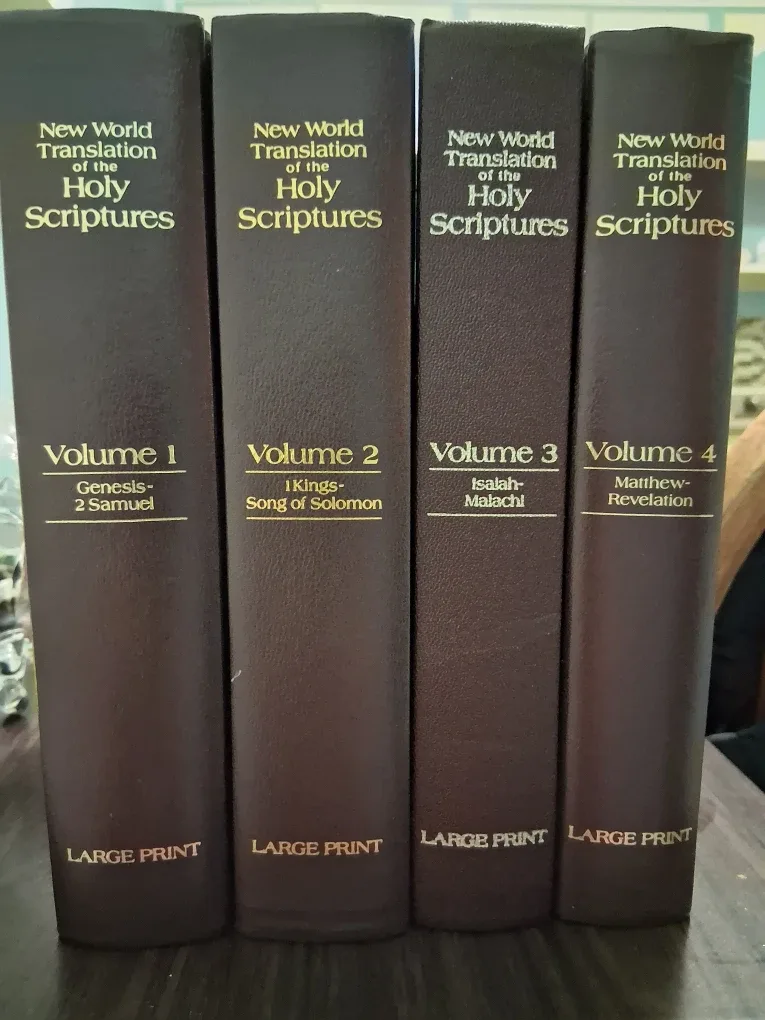 New World
Translation
of the
Holy
Scriptures
Volume 1
Genesis-
2 Samuel
LARGE PRINT
New World
Translation
of the
Holy
Scriptures
Volume 2
1 Kings-
Song of Solomon
LARGE PRINT
New World
Translation
of the
Holy
Scriptures
Volume 3
Isaiah-
Malachi
LARGE PRINT
New World
Translation
of the
Holy
Scriptures
Volume 4
Matthew-
Revelation
LARGE PRINT